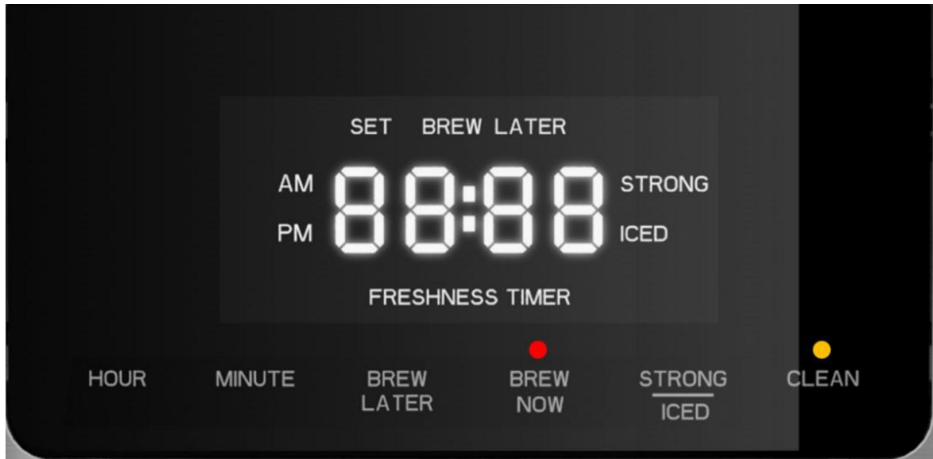 SET BREW LATER
AM 88:88 STRONG
PM ICED
FRESHNESS TIMER
HOUR MINUTE BREW LATER BREW NOW STRONG ICED CLEAN